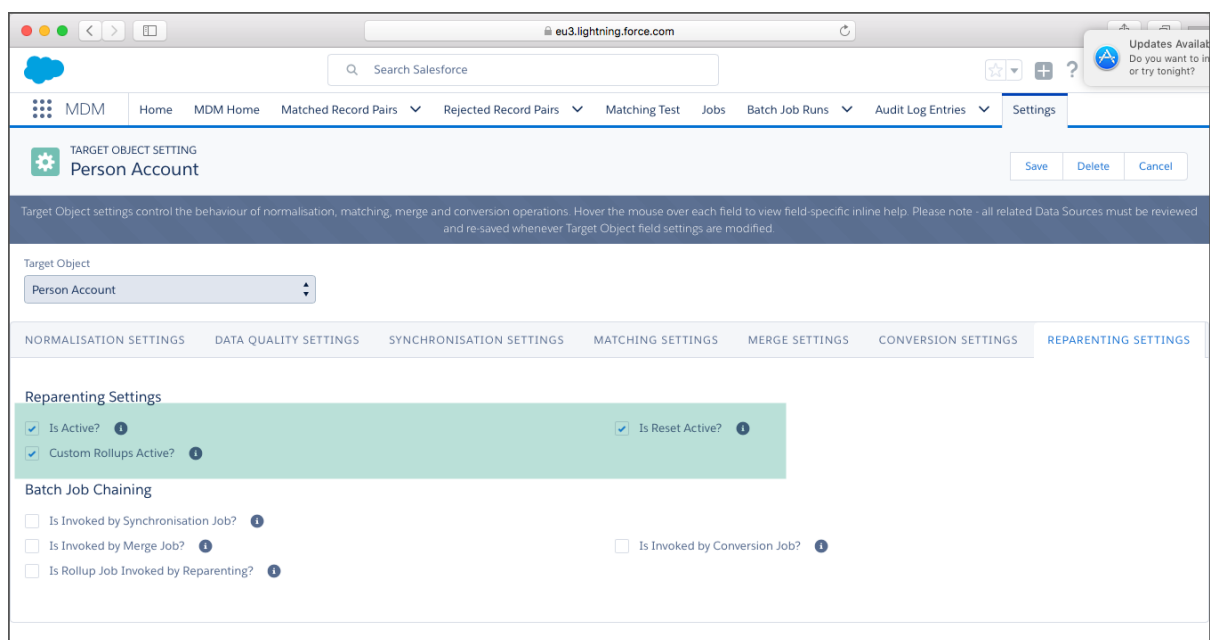 eu3.lightning.force.com
Updates Availab
Do you want to in
or try tonight?
Search Salesforce
?
MDM
Home
MDM Home
Matched Record Pairs
Rejected Record Pairs
Matching Test
Jobs
Batch Job Runs
Audit Log Entries
Settings
TARGET OBJECT SETTING
Person Account
Save
Delete
Cancel
Target Object settings control the behaviour of normalisation, matching, merge and conversion operations. Hover the mouse over each field to view field-specific inline help. Please note - all related Data Sources must be reviewed
and re-saved whenever Target Object field settings are modified.
Target Object
Person Account
NORMALISATION SETTINGS
DATA QUALITY SETTINGS
SYNCHRONISATION SETTINGS
MATCHING SETTINGS
MERGE SETTINGS
CONVERSION SETTINGS
REPARENTING SETTINGS
Reparenting Settings
Is Active?
Is Reset Active?
Custom Rollups Active?
Batch Job Chaining
Is Invoked by Synchronisation Job?
Is Invoked by Merge Job?
Is Invoked by Conversion Job?
Is Rollup Job Invoked by Reparenting?